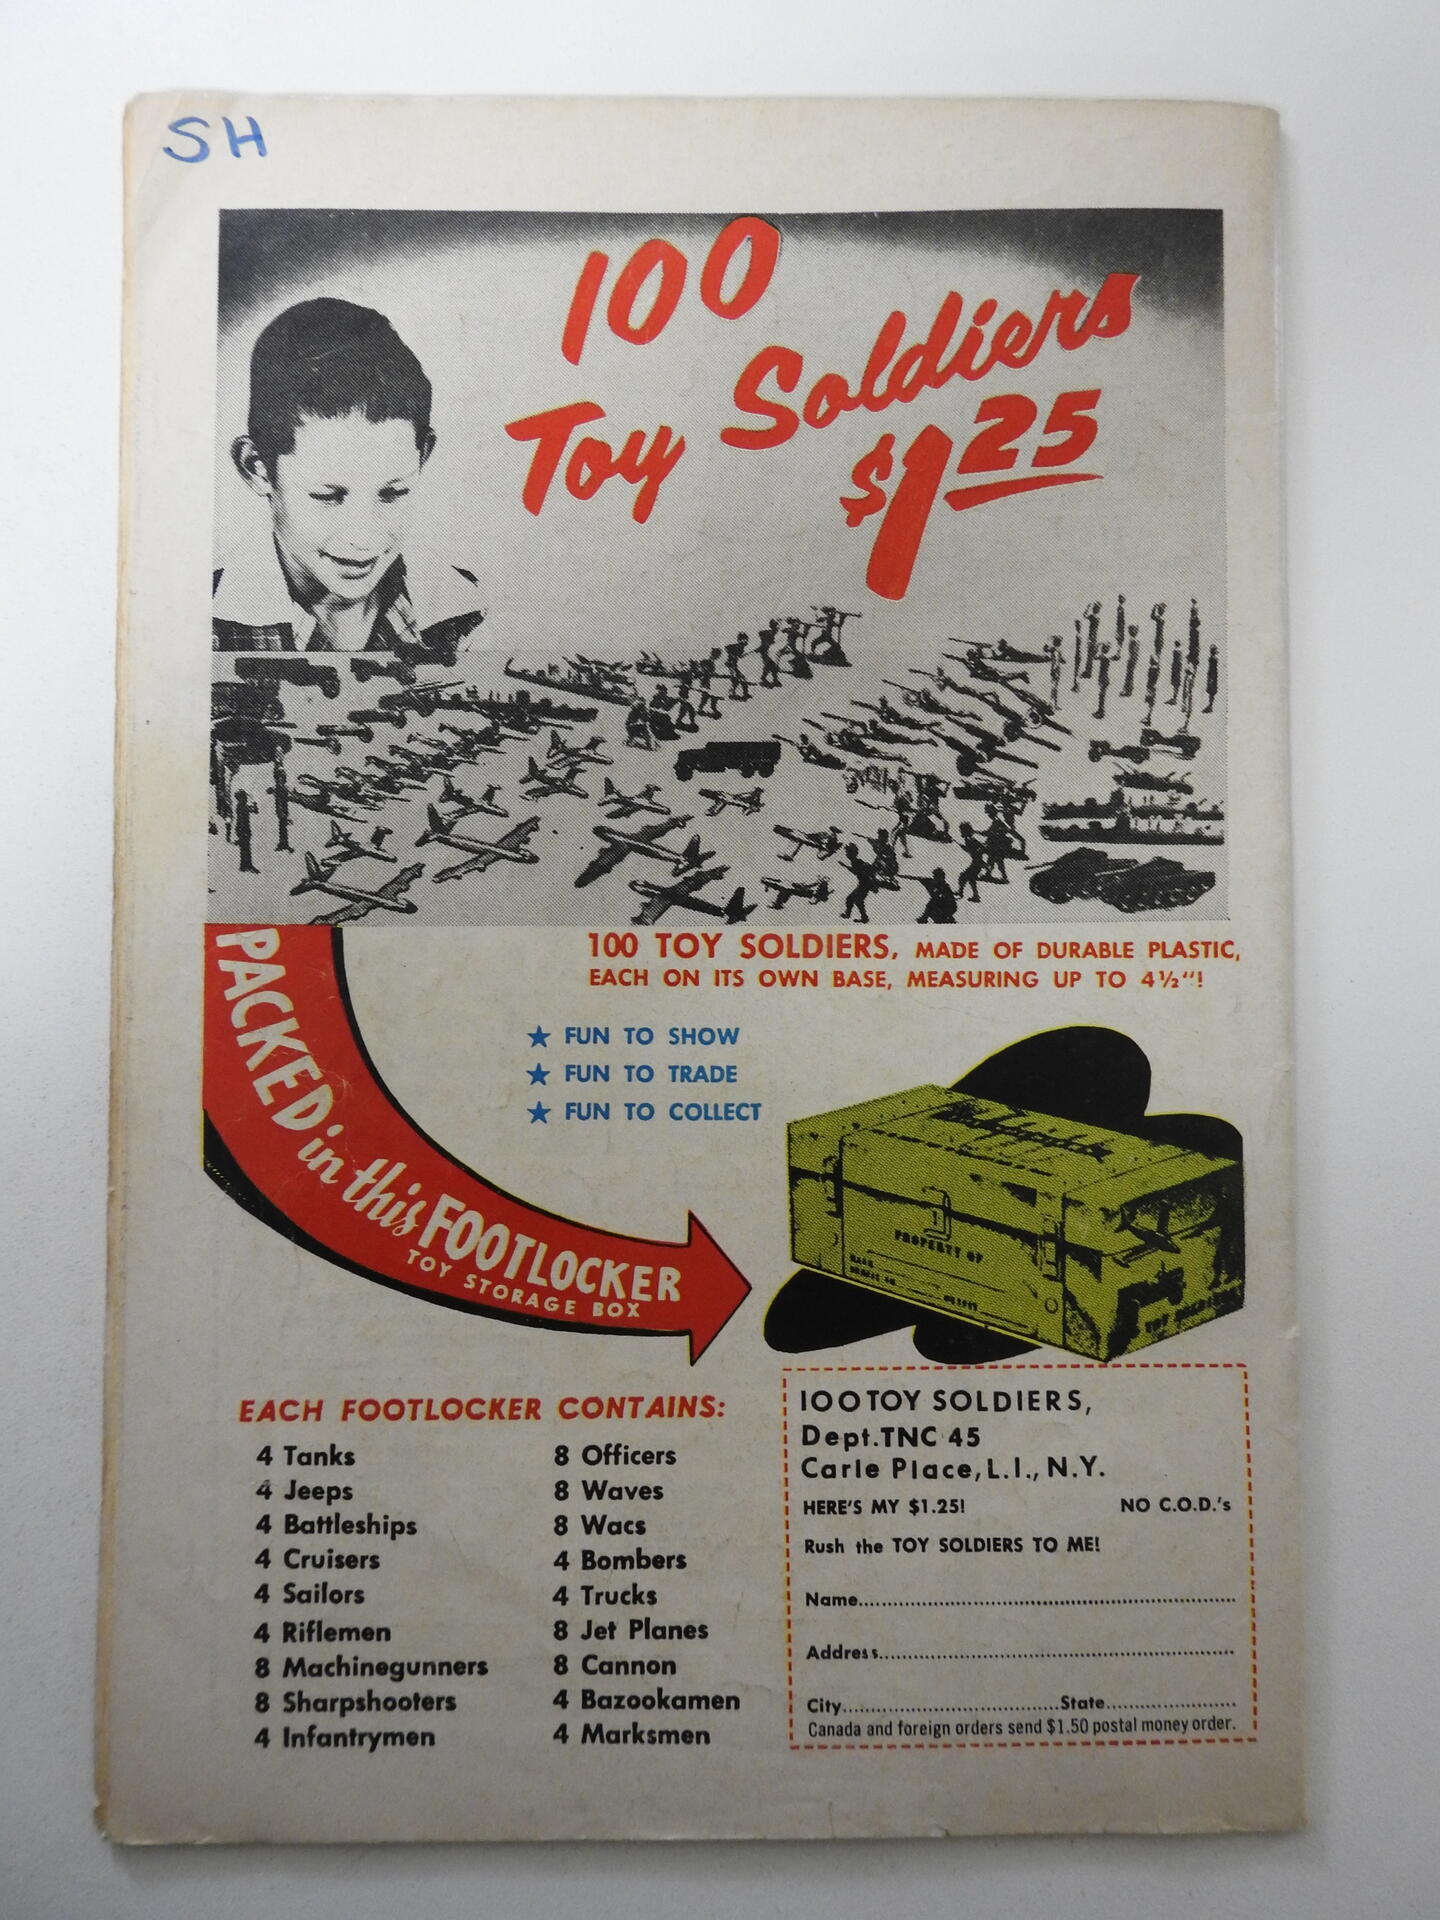 SH
100
Toy Soldiers
$1.25
100 TOY SOLDIERS, MADE OF DURABLE PLASTIC,
EACH ON ITS OWN BASE, MEASURING UP TO 4½"!
PACKED in this FOOTLOCKER
TOY STORAGE BOX
★ FUN TO SHOW
★ FUN TO TRADE
★ FUN TO COLLECT
PROPERTY OF
EACH FOOTLOCKER CONTAINS:
4 Tanks
4 Jeeps
4 Battleships
4 Cruisers
4 Sailors
4 Riflemen
8 Machinegunners
8 Sharpshooters
4 Infantrymen
8 Officers
8 Waves
8 Wacs
4 Bombers
4 Trucks
8 Jet Planes
8 Cannon
4 Bazookamen
4 Marksmen
100 TOY SOLDIERS,
Dept.TNC 45
Carle Place, L.I., N.Y.
HERE'S MY $1.25! NO C.O.D.'s
Rush the TOY SOLDIERS TO ME!
Name
Address
City State
Canada and foreign orders send $1.50 postal money order.